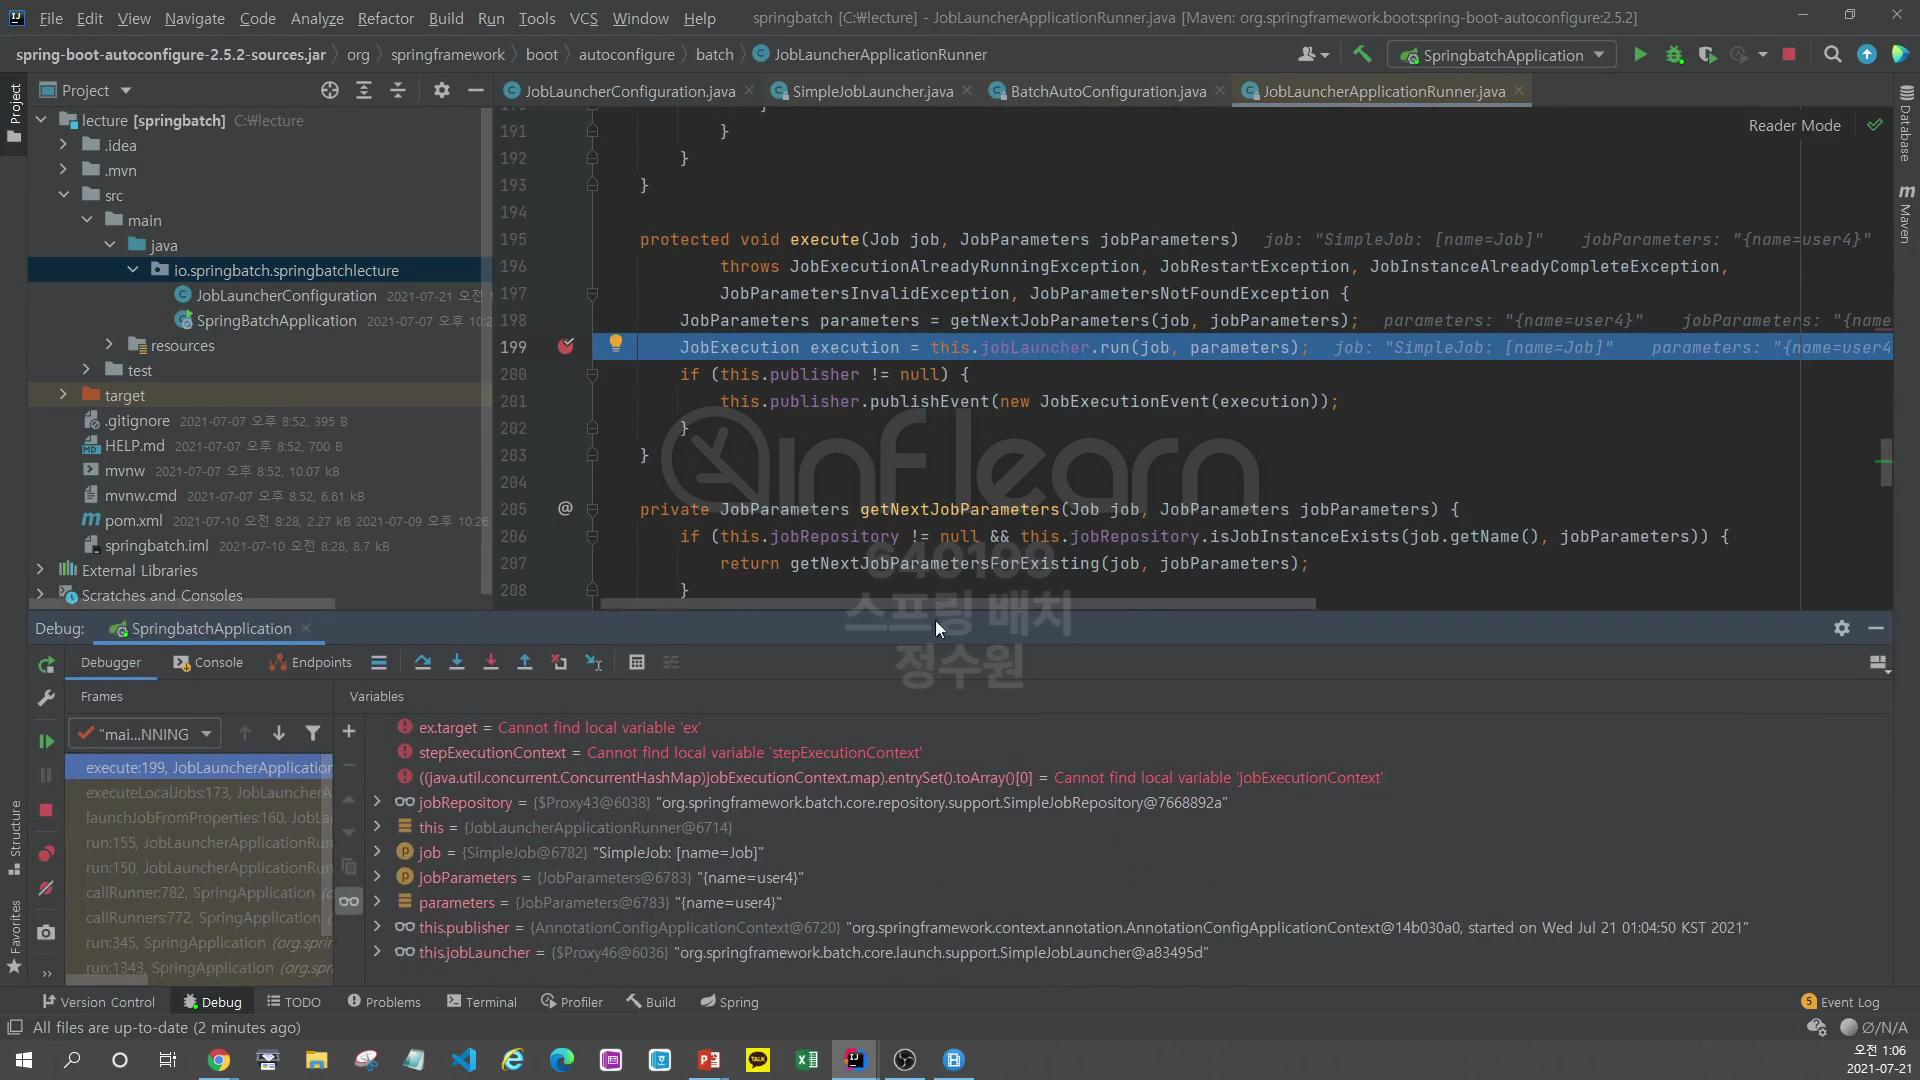 File Edit View Navigate Code Analyze Refactor Build Run Tools VCS Window Help springbatch [C:₩lecture] - JobLauncherApplicationRunner.java [Maven: org.springframework.boot:spring-boot-autoconfigure:2.5.2]
spring-boot-autoconfigure-2.5.2-sources.jar org springframework boot autoconfigure batch JobLauncherApplicationRunner SpringbatchApplication
Project
JobLauncherConfiguration.java SimpleJobLauncher.java BatchAutoConfiguration.java JobLauncherApplicationRunner.java
Project
Structure
Favorites
Database
Maven
Reader Mode
lecture [springbatch] C:₩lecture
.idea
.mvn
src
main
java
io.springbatch.springbatchlecture
JobLauncherConfiguration 2021-07-21 오전
SpringBatchApplication 2021-07-07 오후 10:2
resources
test
target
.gitignore 2021-07-07 오후 8:52, 395 B
HELP.md 2021-07-07 오후 8:52, 700 B
mvnw 2021-07-07 오후 8:52, 10.07 kB
mvnw.cmd 2021-07-07 오후 8:52, 6.61 kB
pom.xml 2021-07-10 오전 8:28, 2.27 kB 2021-07-09 오후 10:26
springbatch.iml 2021-07-10 오전 8:28, 8.7 kB
External Libraries
Scratches and Consoles
191 }
192 }
193 }
194
195 protected void execute(Job job, JobParameters jobParameters) job: "SimpleJob: [name=Job]" jobParameters: "{name=user4}"
196 throws JobExecutionAlreadyRunningException, JobRestartException, JobInstanceAlreadyCompleteException,
197 JobParametersInvalidException, JobParametersNotFoundException {
198 JobParameters parameters = getNextJobParameters(job, jobParameters); parameters: "{name=user4}" jobParameters: "{name
199 JobExecution execution = this.jobLauncher.run(job, parameters); job: "SimpleJob: [name=Job]" parameters: "{name=user4
200 if (this.publisher != null) {
201 this.publisher.publishEvent(new JobExecutionEvent(execution));
202 }
203 }
204
205 @ private JobParameters getNextJobParameters(Job job, JobParameters jobParameters) {
206 if (this.jobRepository != null && this.jobRepository.isJobInstanceExists(job.getName(), jobParameters)) {
207 return getNextJobParametersForExisting(job, jobParameters);
208 }
inflearn
640199
스프링 배치
정수원
Debug: SpringbatchApplication
Debugger Console Endpoints
Frames
Variables
"mai...NNING
execute:199, JobLauncherApplication
executeLocalJobs:173, JobLauncherA
launchJobFromProperties:160, JobLa
run:155, JobLauncherApplicationRun
run:150, JobLauncherApplicationRun
callRunner:782, SpringApplication (o
callRunners:772, SpringApplication (
run:345, SpringApplication (org.sprin
run:1343, SpringApplication (org.spri
ex.target = Cannot find local variable 'ex'
stepExecutionContext = Cannot find local variable 'stepExecutionContext'
((java.util.concurrent.ConcurrentHashMap)jobExecutionContext.map).entrySet().toArray()[0] = Cannot find local variable 'jobExecutionContext'
jobRepository = {$Proxy43@6038} "org.springframework.batch.core.repository.support.SimpleJobRepository@7668892a"
this = {JobLauncherApplicationRunner@6714}
job = {SimpleJob@6782} "SimpleJob: [name=Job]"
jobParameters = {JobParameters@6783} "{name=user4}"
parameters = {JobParameters@6783} "{name=user4}"
this.publisher = {AnnotationConfigApplicationContext@6720} "org.springframework.context.annotation.AnnotationConfigApplicationContext@14b030a0, started on Wed Jul 21 01:04:50 KST 2021"
this.jobLauncher = {$Proxy46@6036} "org.springframework.batch.core.launch.support.SimpleJobLauncher@a83495d"
Version Control Debug TODO Problems Terminal Profiler Build Spring 5 Event Log
All files are up-to-date (2 minutes ago) Ø/N/A
TALK
오전 1:06
2021-07-21